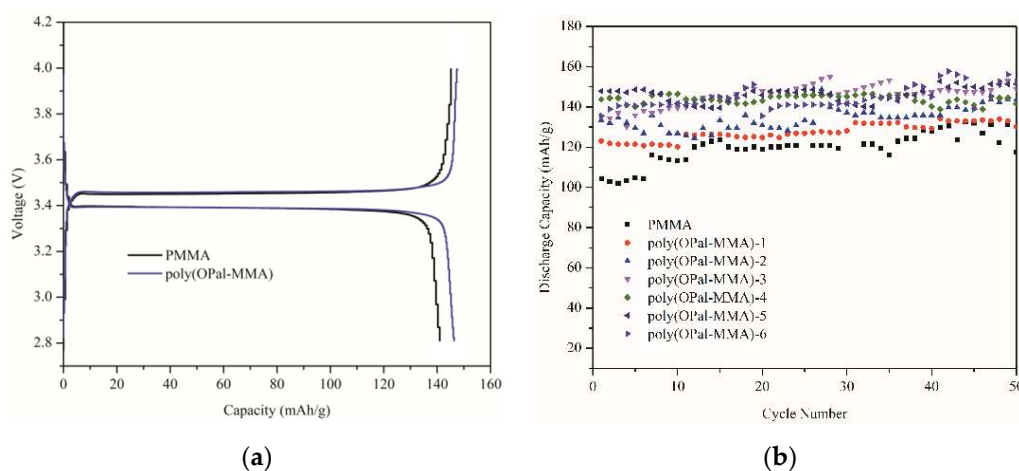 4.2
4.0
3.6
3.4
3.2
3.0
2.8
Voltage (V)
PMMA
poly(OPal-MMA)
0 20 40 60 80 100 120 140 160
Capacity (mAh/g)
(a)
180
160
140
120
100
80
60
40
20
Discharge Capacity (mAh/g)
PMMA
poly(OPal-MMA)-1
poly(OPal-MMA)-2
poly(OPal-MMA)-3
poly(OPal-MMA)-4
poly(OPal-MMA)-5
poly(OPal-MMA)-6
0 10 20 30 40 50
Cycle Number
(b)